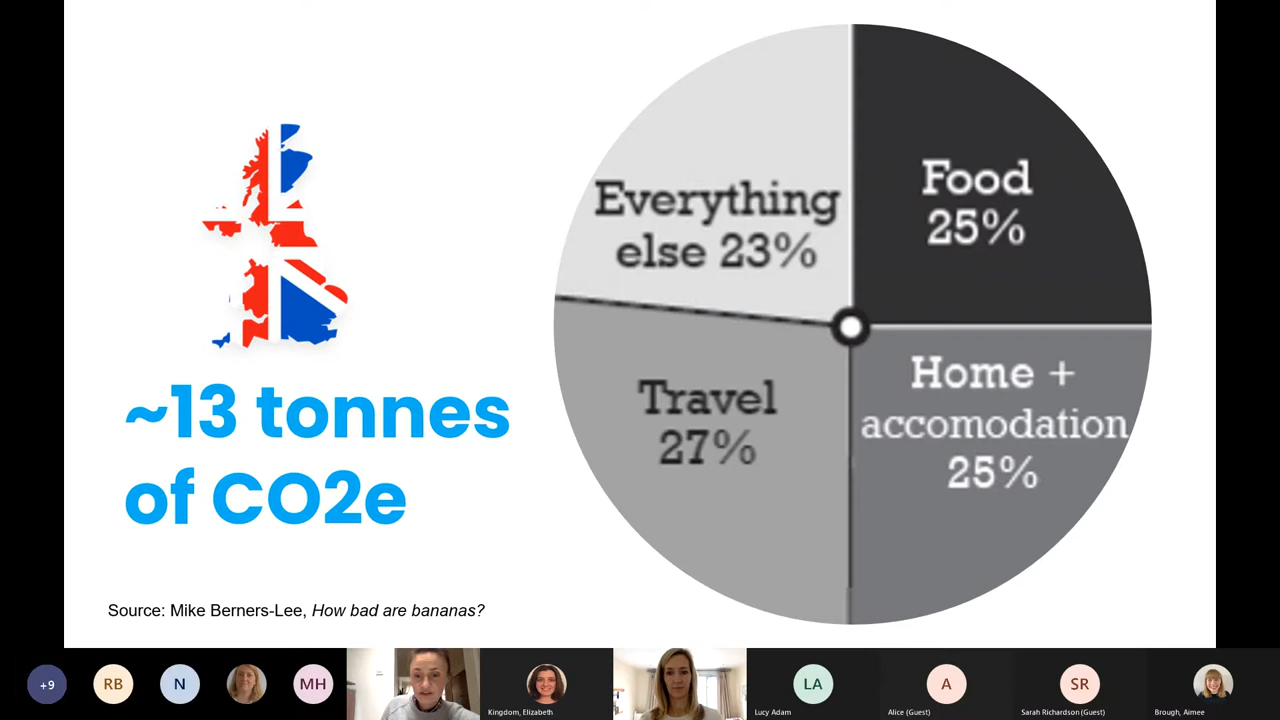 Everything
else 23%
Food
25%
Travel
27%
Home +
accomodation
25%
~13 tonnes
of CO2e
Source: Mike Berners-Lee, How bad are bananas?
+9
RB
N
MH
Kingdom, Elizabeth
LA
Lucy Adam
A
Alice (Guest)
SR
Sarah Richardson (Guest)
Brough, Aimee